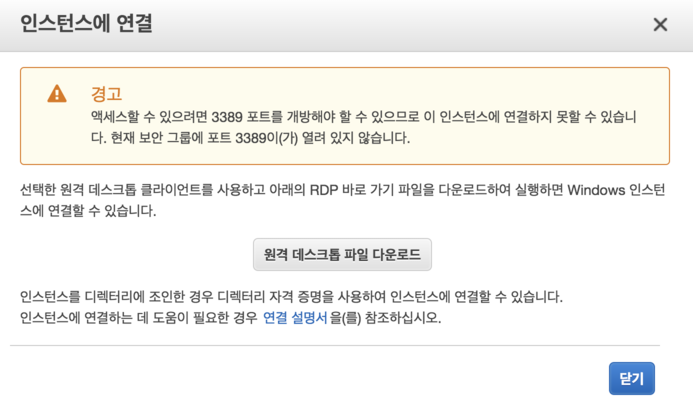 인스턴스에 연결
경고
액세스할 수 있으려면 3389 포트를 개방해야 할 수 있으므로 이 인스턴스에 연결하지 못할 수 있습니
다. 현재 보안 그룹에 포트 3389이(가) 열려 있지 않습니다.
선택한 원격 데스크톱 클라이언트를 사용하고 아래의 RDP 바로 가기 파일을 다운로드하여 실행하면 Windows 인스턴
스에 연결할 수 있습니다.
원격 데스크톱 파일 다운로드
인스턴스를 디렉터리에 조인한 경우 디렉터리 자격 증명을 사용하여 인스턴스에 연결할 수 있습니다.
인스턴스에 연결하는 데 도움이 필요한 경우 연결 설명서을(를) 참조하십시오.
닫기